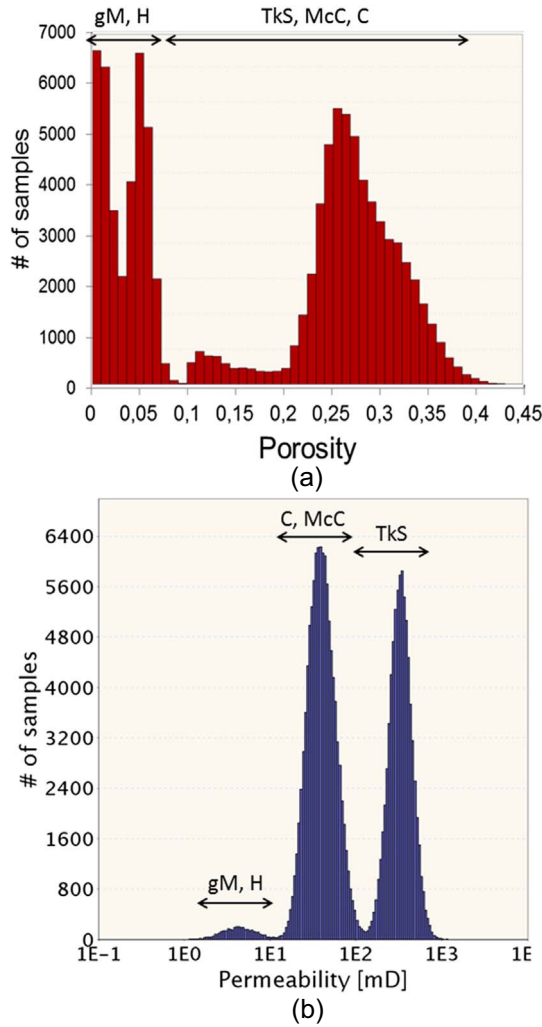 gM, H TkS, McC, C
7000
6000
5000
4000
3000
2000
1000
0
# of samples
0 0,05 0,1 0,15 0,2 0,25 0,3 0,35 0,4 0,45
Porosity
(a)
C, McC
TkS
gM, H
6400
5600
4800
4000
3200
2400
1600
800
0
# of samples
1E-1 1E0 1E1 1E2 1E3 1E
Permeability [mD]
(b)